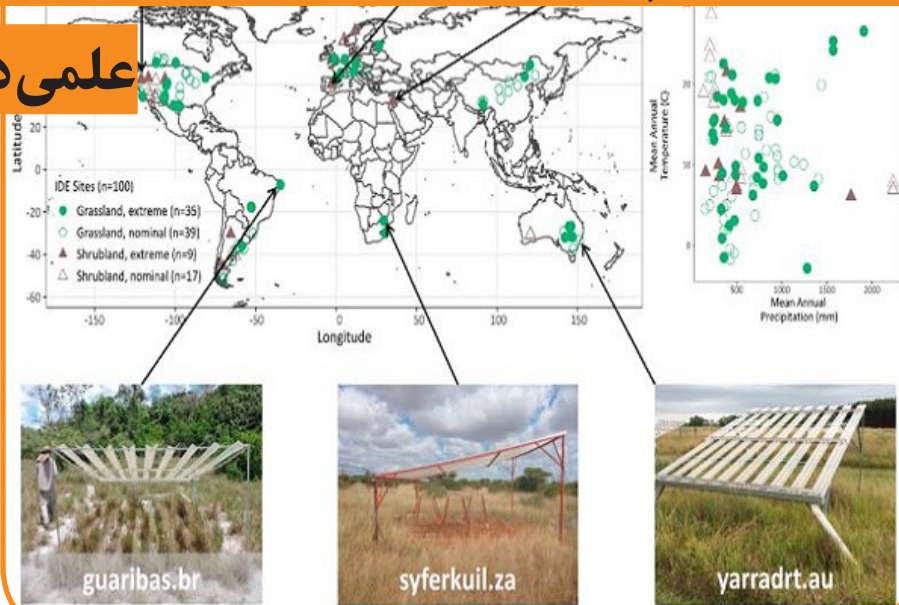 علمی
Latitude
20
0
-20
-40
-60
IDE Sites (n=100)
Grassland, extreme (n=35)
Grassland, nominal (n=39)
Shrubland, extreme (n=9)
Shrubland, nominal (n=17)
-150
-100
-50
0
50
100
150
Longitude
Mean Annual
Temperature (C)
20
10
0
500
1000
1500
2000
Mean Annual
Precipitation (mm)
guaribas.br
syferkuil.za
yarradrt.au